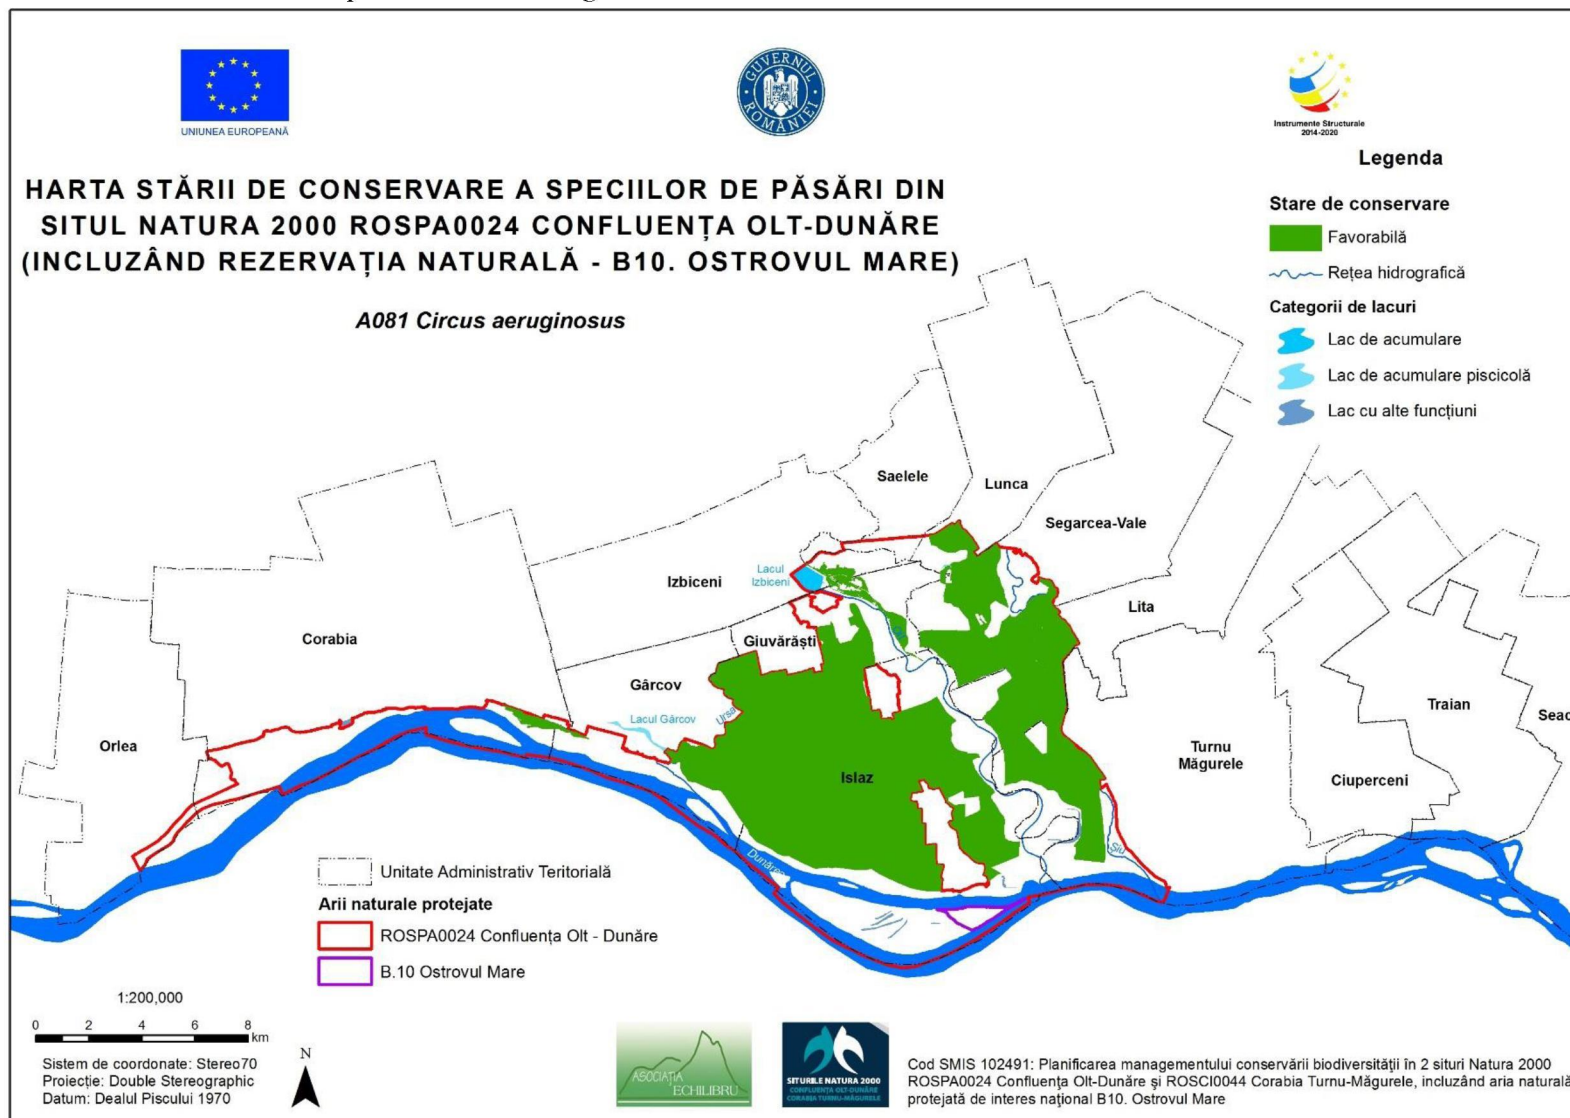 UNIUNEA EUROPEANĂ
GUVERNUL ROMÂNIEI
Instrumente Structurale
2014-2020
HARTA STĂRII DE CONSERVARE A SPECIILOR DE PĂSĂRI DIN
SITUL NATURA 2000 ROSPA0024 CONFLUENȚA OLT-DUNĂRE
(INCLUZÂND REZERVAȚIA NATURALĂ - B10. OSTROVUL MARE)
A081 Circus aeruginosus
Legenda
Stare de conservare
Favorabilă
Rețea hidrografică
Categorii de lacuri
Lac de acumulare
Lac de acumulare piscicolă
Lac cu alte funcțiuni
Saelele
Lunca
Segarcea-Vale
Lacul
Izbiceni
Izbiceni
Lita
Corabia
Giuvărăști
Gârcov
Lacul Gârcov
Ursa
Orlea
Islaz
Turnu
Măgurele
Traian
Seac
Ciuperceni
Dunărea
Siu
Unitate Administrativ Teritorială
Arii naturale protejate
ROSPA0024 Confluența Olt - Dunăre
B.10 Ostrovul Mare
1:200,000
0 2 4 6 8
km
N
Sistem de coordonate: Stereo70
Proiecție: Double Stereographic
Datum: Dealul Piscului 1970
ASOCIAȚIA
ECHILIBRU
SITURILE NATURA 2000
CONFLUENȚA OLT-DUNĂRE
CORABIA TURNU-MĂGURELE
Cod SMIS 102491: Planificarea managementului conservării biodiversității în 2 situri Natura 2000
ROSPA0024 Confluența Olt-Dunăre și ROSCI0044 Corabia Turnu-Măgurele, incluzând aria naturală
protejată de interes național B10. Ostrovul Mare